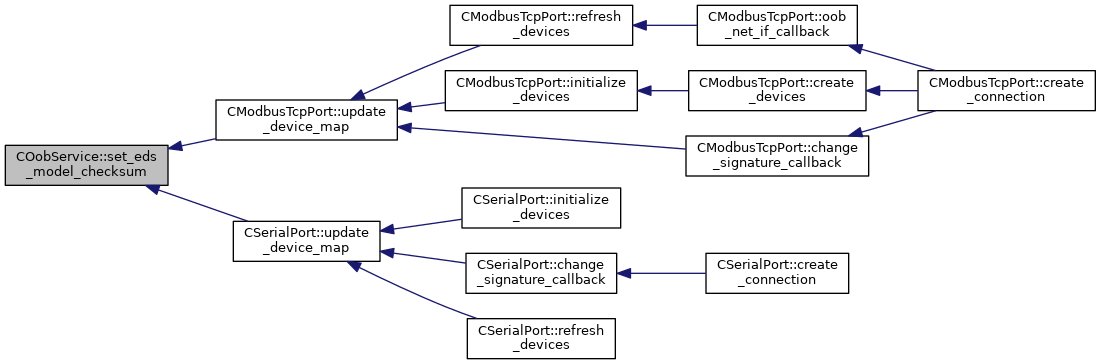 CModbusTcpPort::refresh
_devices
CModbusTcpPort::oob
_net_if_callback
CModbusTcpPort::initialize
_devices
CModbusTcpPort::create
_devices
CModbusTcpPort::create
_connection
CModbusTcpPort::update
_device_map
CModbusTcpPort::change
_signature_callback
COobService::set_eds
_model_checksum
CSerialPort::initialize
_devices
CSerialPort::update
_device_map
CSerialPort::change
_signature_callback
CSerialPort::create
_connection
CSerialPort::refresh
_devices